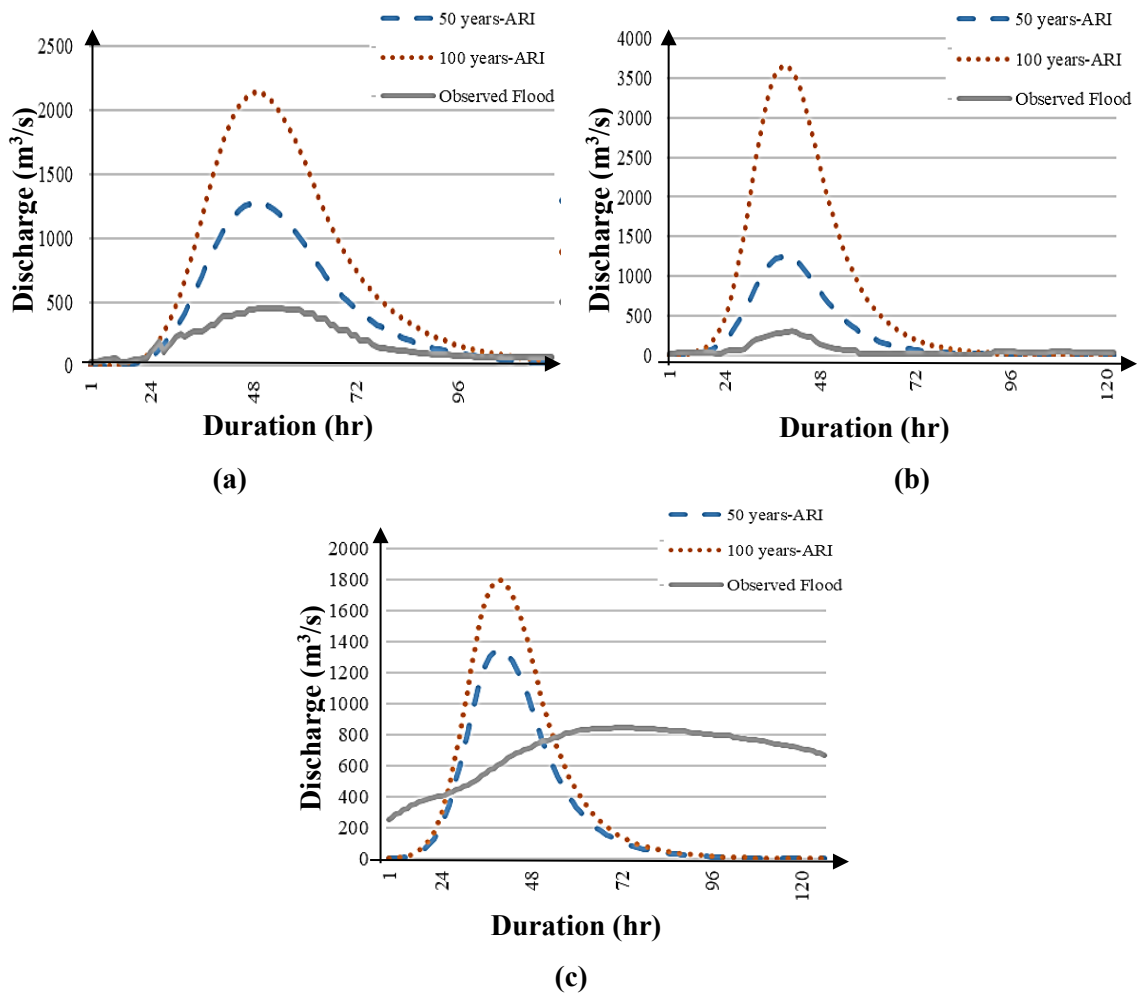 50 years-ARI
100 years-ARI
Observed Flood
Discharge (m³/s)
2500
2000
1500
1000
500
0
1
24
48
72
96
Duration (hr)
(a)
50 years-ARI
100 years-ARI
Observed Flood
Discharge (m³/s)
4000
3500
3000
2500
2000
1500
1000
500
0
1
24
48
72
96
120
Duration (hr)
(b)
50 years-ARI
100 years-ARI
Observed Flood
Discharge (m³/s)
2000
1800
1600
1400
1200
1000
800
600
400
200
0
1
24
48
72
96
120
Duration (hr)
(c)